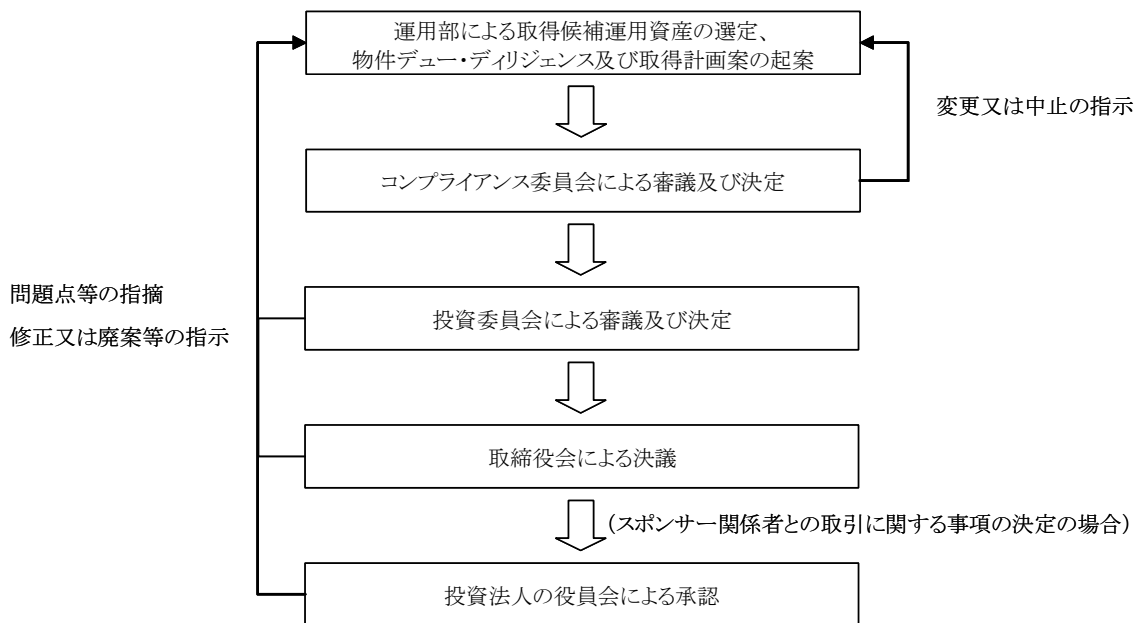 運用部による取得候補運用資産の選定、
物件デュー・ディリジェンス及び取得計画案の起案
変更又は中止の指示
コンプライアンス委員会による審議及び決定
問題点等の指摘
修正又は廃案等の指示
投資委員会による審議及び決定
取締役会による決議
(スポンサー関係者との取引に関する事項の決定の場合)
投資法人の役員会による承認